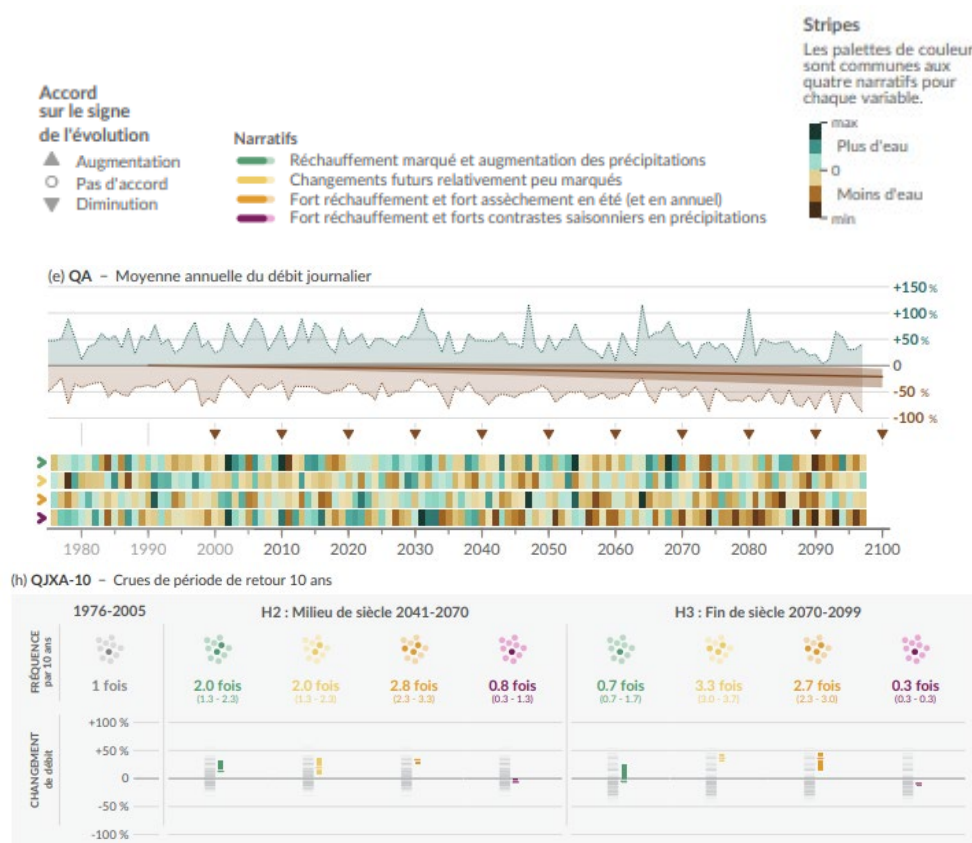 Stripes
Les palettes de couleur
sont communes aux
quatre narratifs pour
chaque variable.
max
Plus d'eau
0
Moins d'eau
min
Accord
sur le signe
de l'évolution
Augmentation
Pas d'accord
Diminution
Narratifs
Réchauffement marqué et augmentation des précipitations
Changements futurs relativement peu marqués
Fort réchauffement et fort assèchement en été (et en annuel)
Fort réchauffement et forts contrastes saisonniers en précipitations
(e) QA – Moyenne annuelle du débit journalier
+150 %
+100 %
+50 %
0
-50 %
-100 %
1980 1990 2000 2010 2020 2030 2040 2050 2060 2070 2080 2090 2100
(h) QJXA-10 – Crues de période de retour 10 ans
1976-2005 H2 : Milieu de siècle 2041-2070 H3 : Fin de siècle 2070-2099
FRÉQUENCE
par 10 ans
1 fois 2.0 fois 2.0 fois 2.8 fois 0.8 fois 0.7 fois 3.3 fois 2.7 fois 0.3 fois
(1.3 - 2.3) (1.3 - 2.3) (2.3 - 3.3) (0.3 - 1.3) (0.7 - 1.7) (3.0 - 3.7) (2.3 - 3.0) (0.3 - 0.3)
CHANGEMENT
de débit
+100 %
+50 %
0
-50 %
-100 %